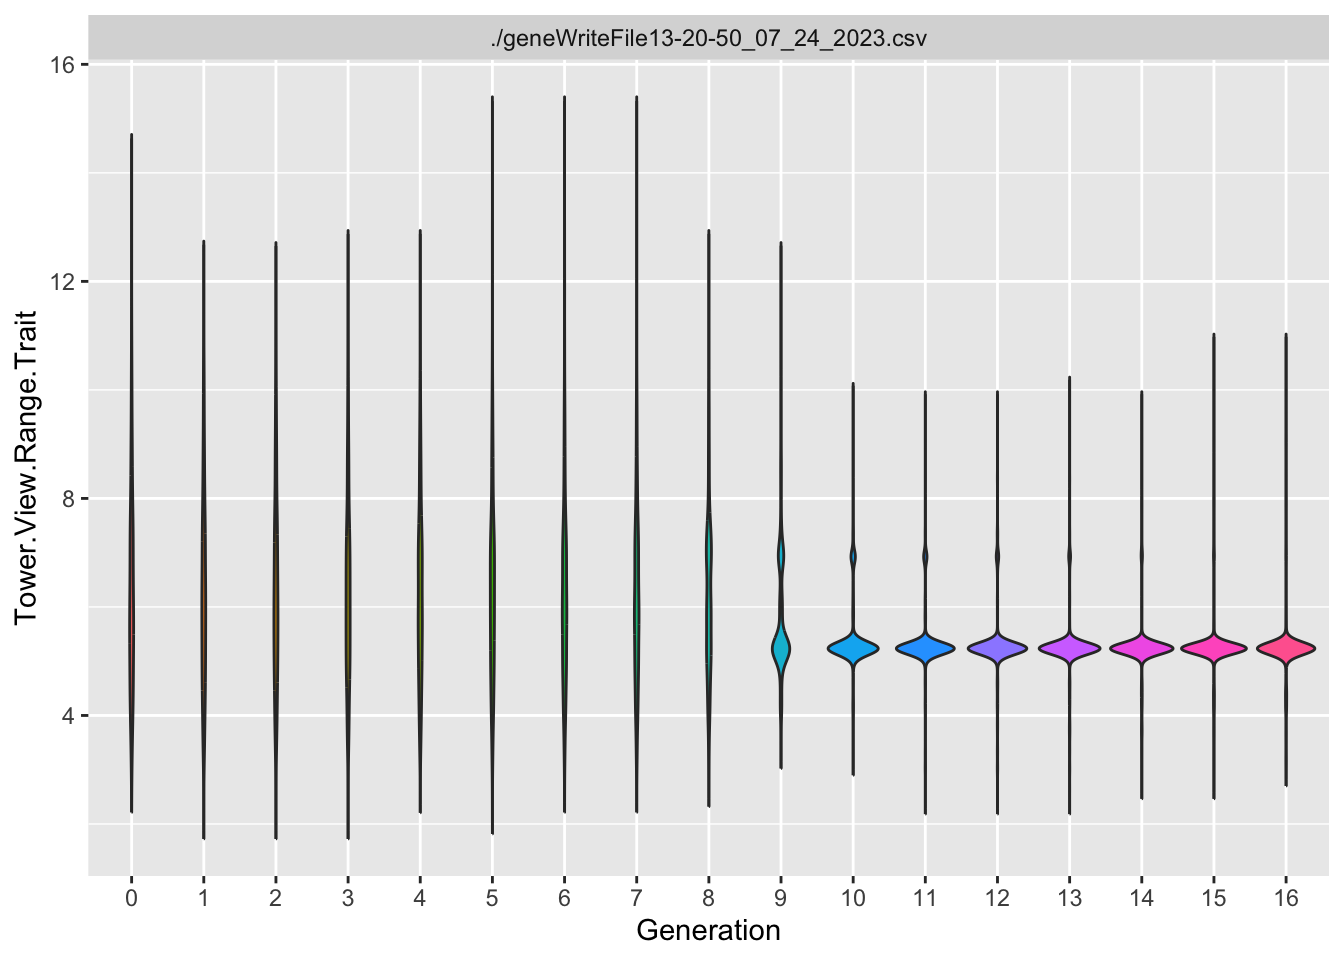 ./geneWriteFile13-20-50_07_24_2023.csv
16
12
8
4
Tower.View.Range.Trait
0 1 2 3 4 5 6 7 8 9 10 11 12 13 14 15 16
Generation